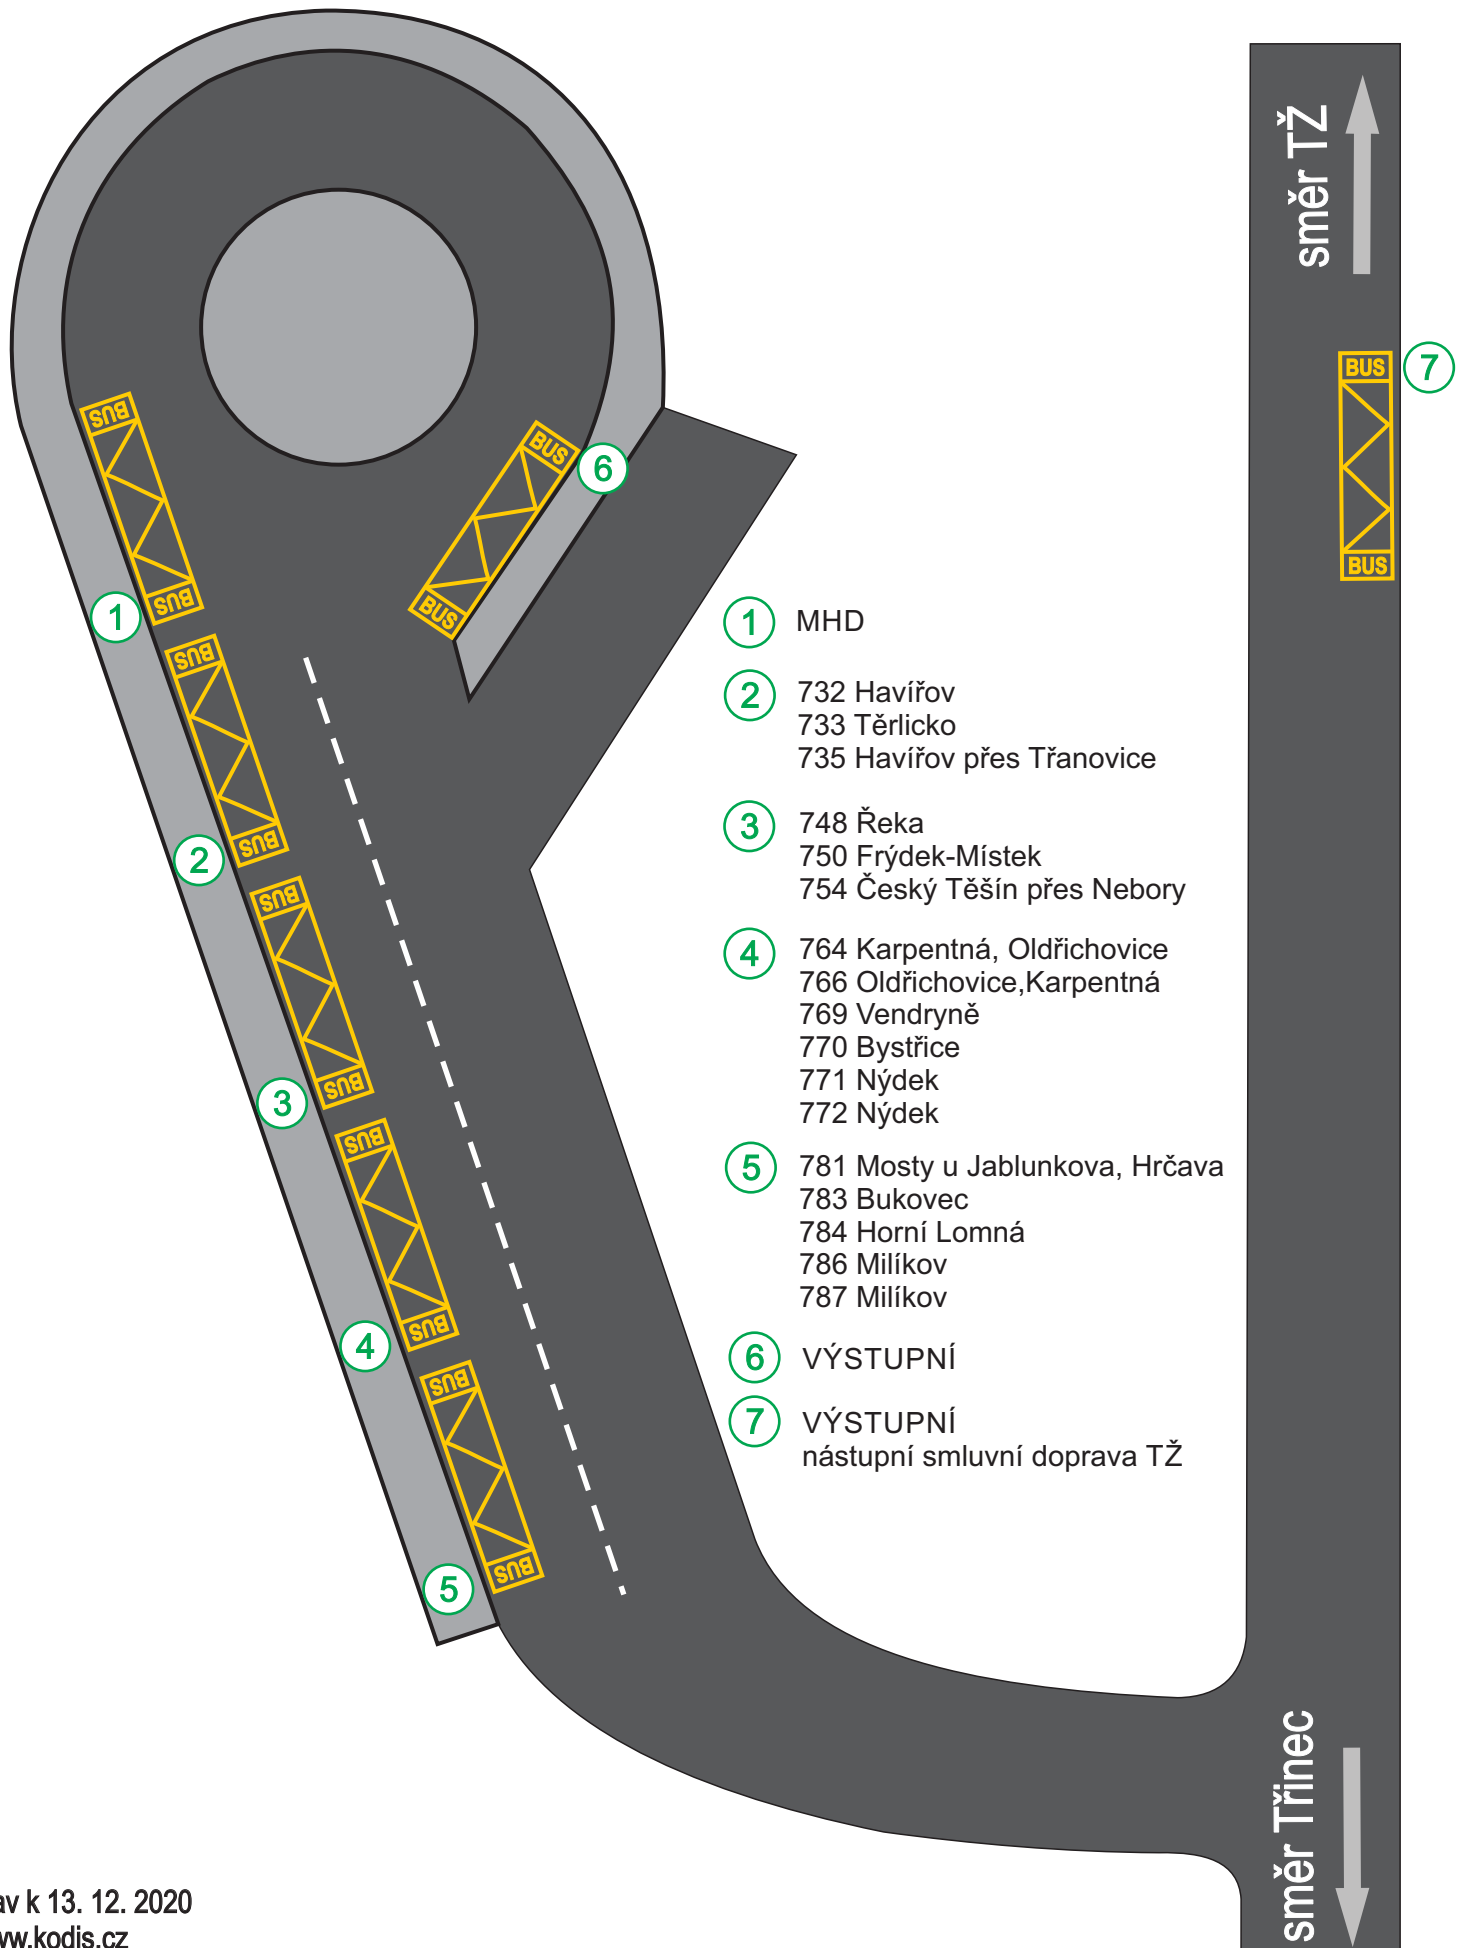 směr TŽ
BUS
BUS
7
BUS
BUS
1
BUS
BUS
6
BUS
BUS
2
BUS
BUS
3
BUS
BUS
4
BUS
BUS
5
1 MHD
2 732 Havířov
733 Těrlicko
735 Havířov přes Třanovice
3 748 Řeka
750 Frýdek-Místek
754 Český Těšín přes Nebory
4 764 Karpentná, Oldřichovice
766 Oldřichovice,Karpentná
769 Vendryně
770 Bystřice
771 Nýdek
772 Nýdek
5 781 Mosty u Jablunkova, Hrčava
783 Bukovec
784 Horní Lomná
786 Milíkov
787 Milíkov
6 VÝSTUPNÍ
7 VÝSTUPNÍ
nástupní smluvní doprava TŽ
směr Třinec
k 13. 12. 2020
kodis.cz